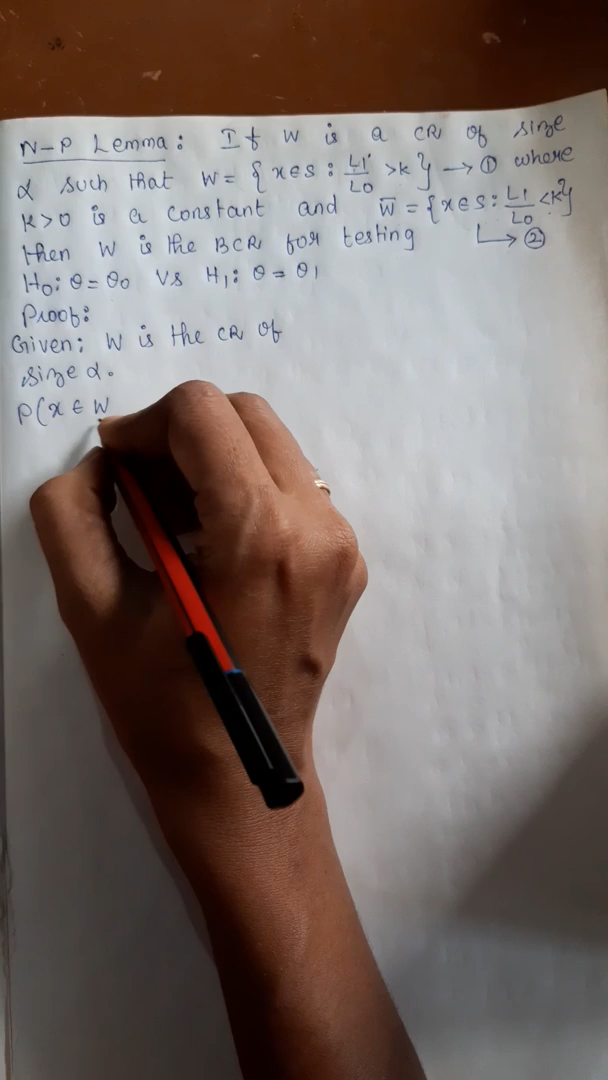 N-P Lemma: If W is a CR of size
α such that W = { x∈s : L1/L0 >k } → ① where
k>0 is a constant and W̅ = {x∈s : L1/L0 <k}
then W is the BCR for testing ↳ ②
H0: θ = θ0 Vs H1: θ = θ1
Proof:
Given: W is the CR of
size α.
P(x ∈ W